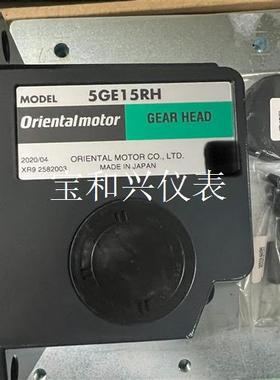 MODEL 5GE15RH
Orientalmotor GEAR HEAD
2020/04 ORIENTAL MOTOR CO., LTD.
XR9 2582003 MADE IN JAPAN
宝和兴仪表